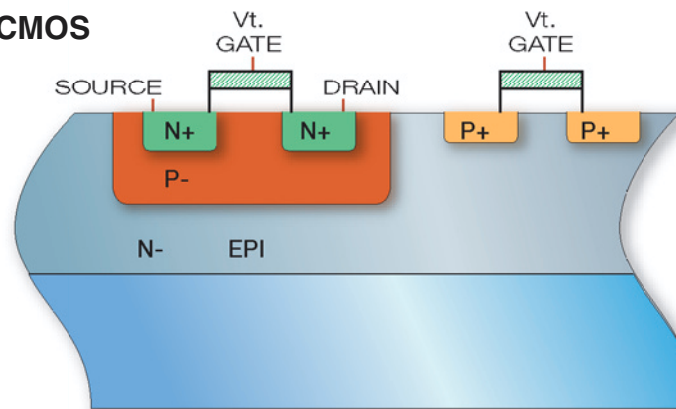 CMOS
Vt.
GATE
Vt.
GATE
SOURCE
DRAIN
N+
N+
P+
P+
P-
N-
EPI